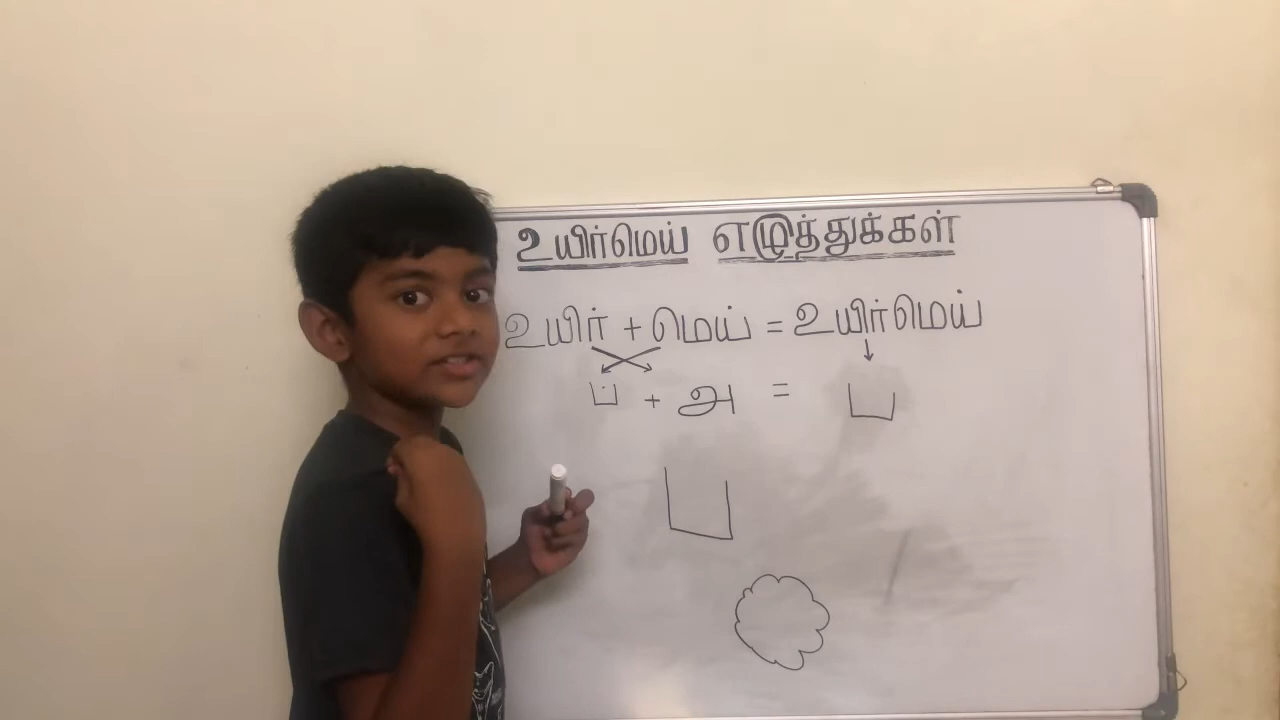 உயிர்மெய் எழுத்துக்கள்
உயிர் + மெய் = உயிர்மெய்
ப் + அ = ப
ப